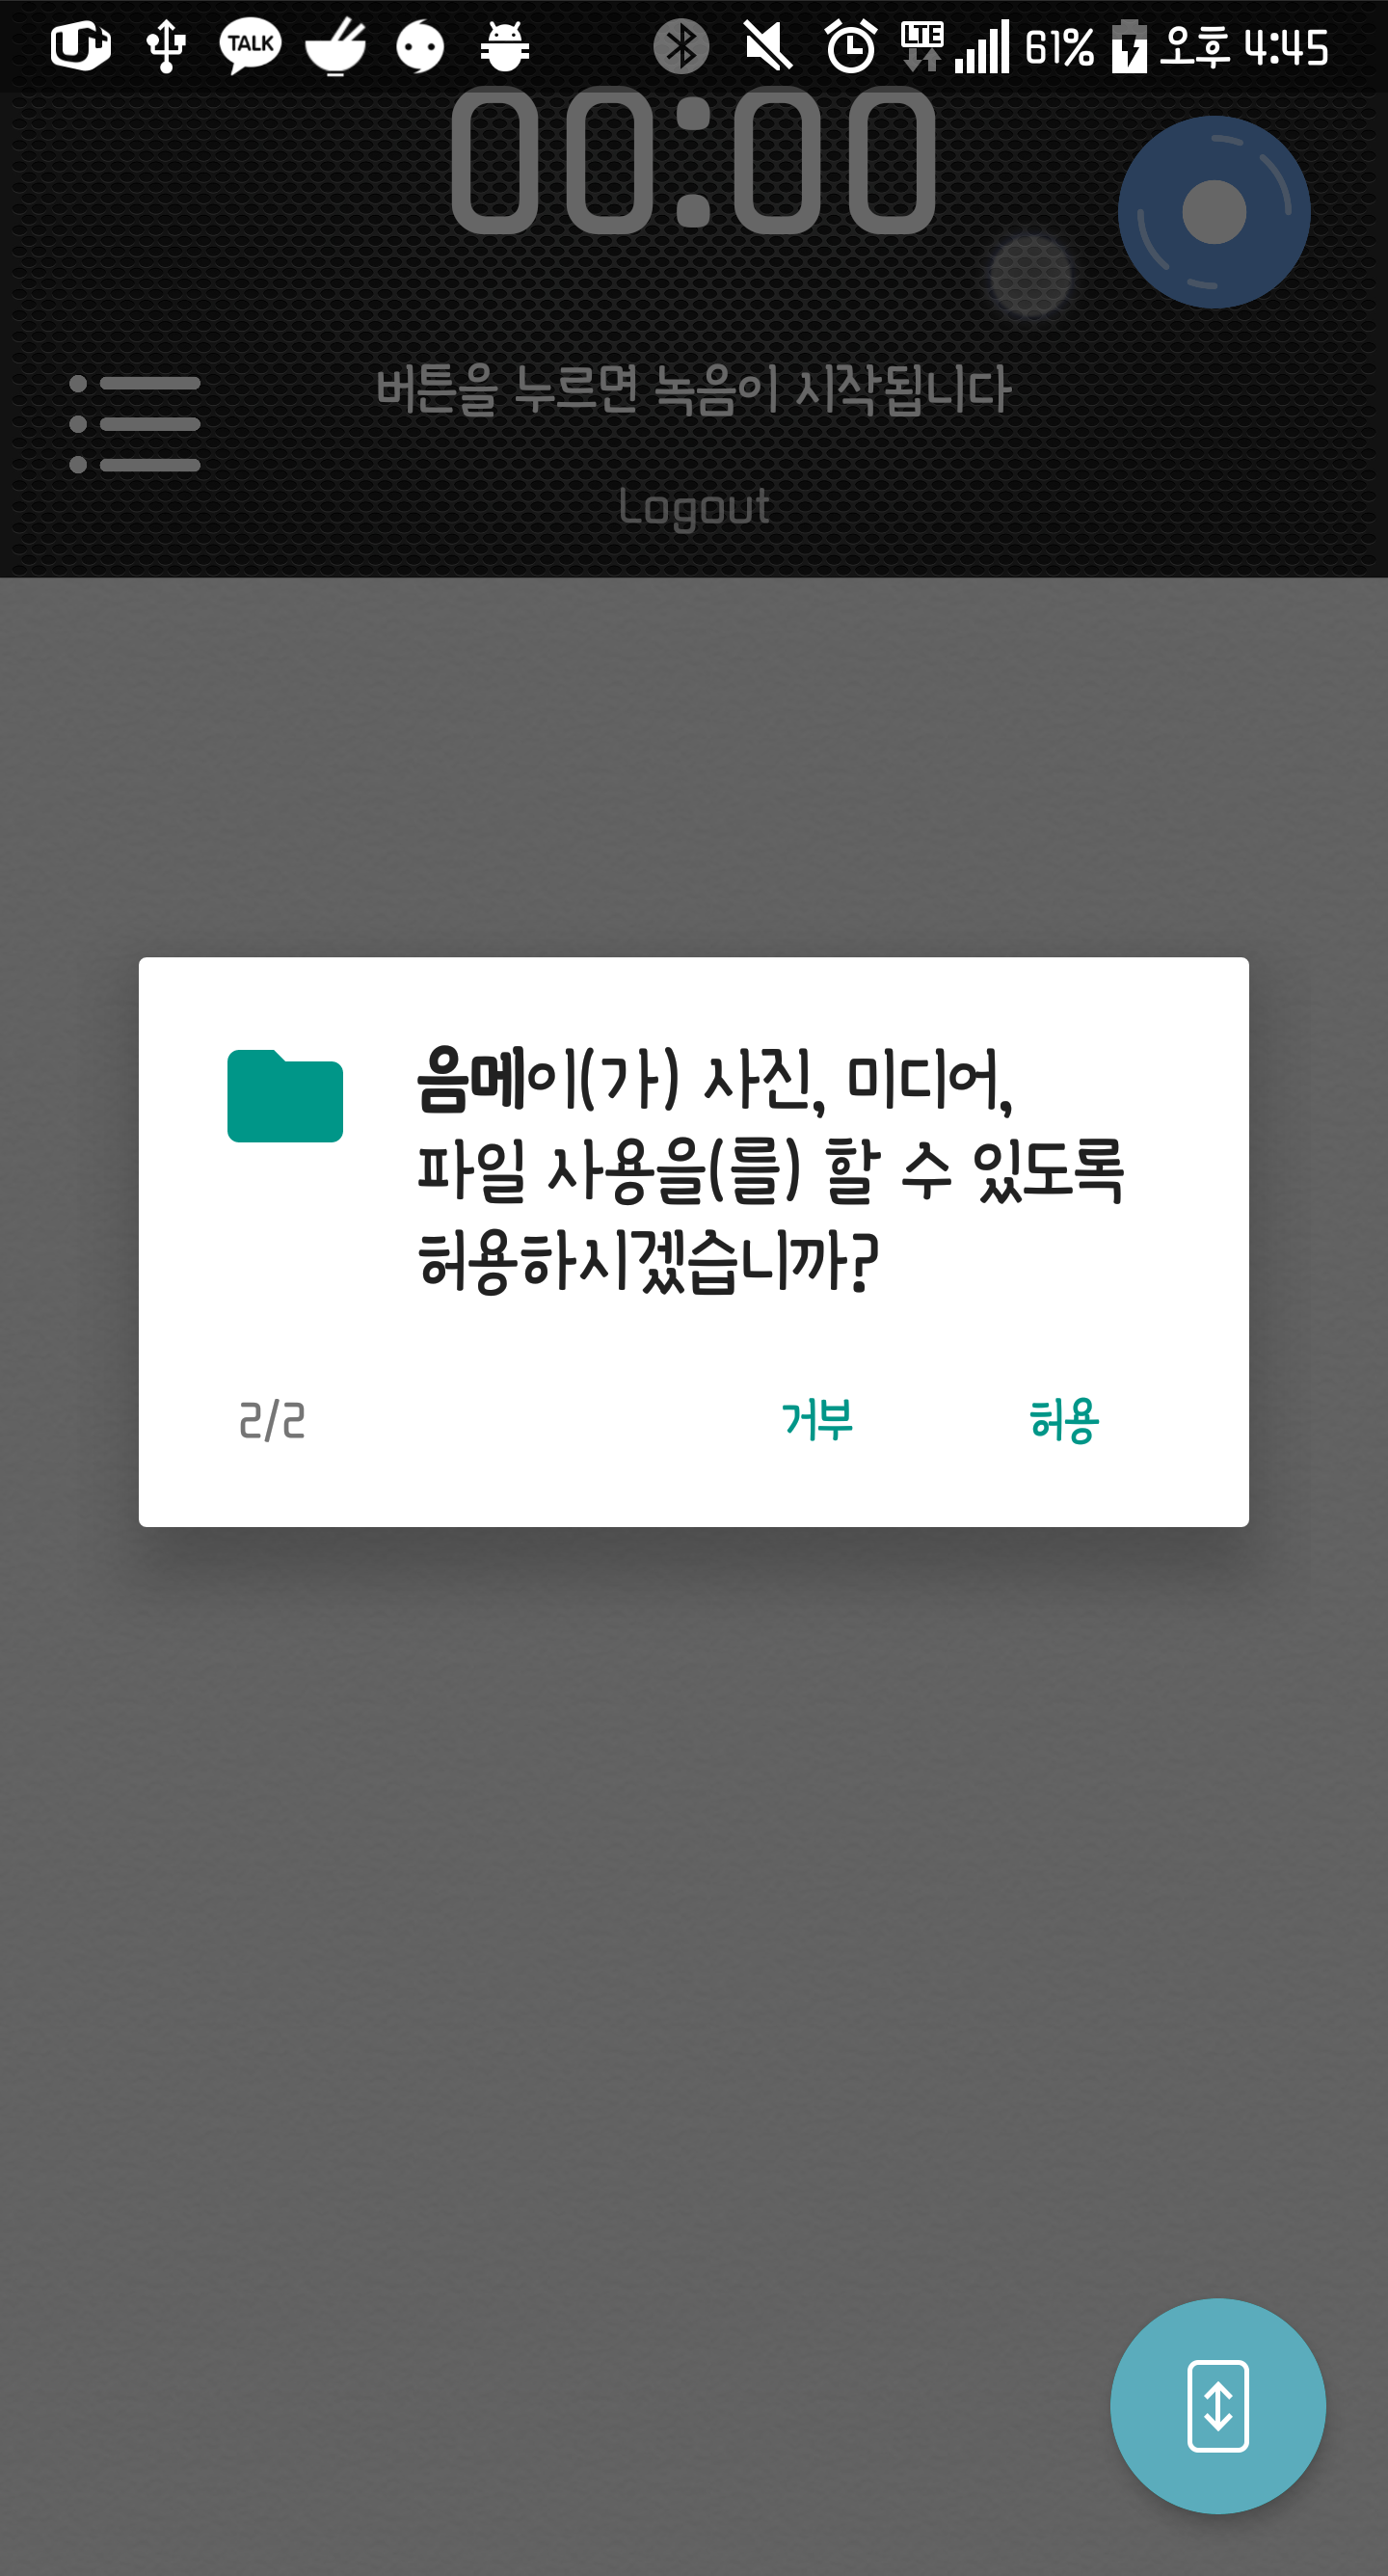 TALK
LTE
61%
오후 4:45
00:00
버튼을 누르면 녹음이 시작됩니다
Logout
음메이(가) 사진, 미디어,
파일 사용을(를) 할 수 있도록
허용하시겠습니까?
2/2
거부
허용